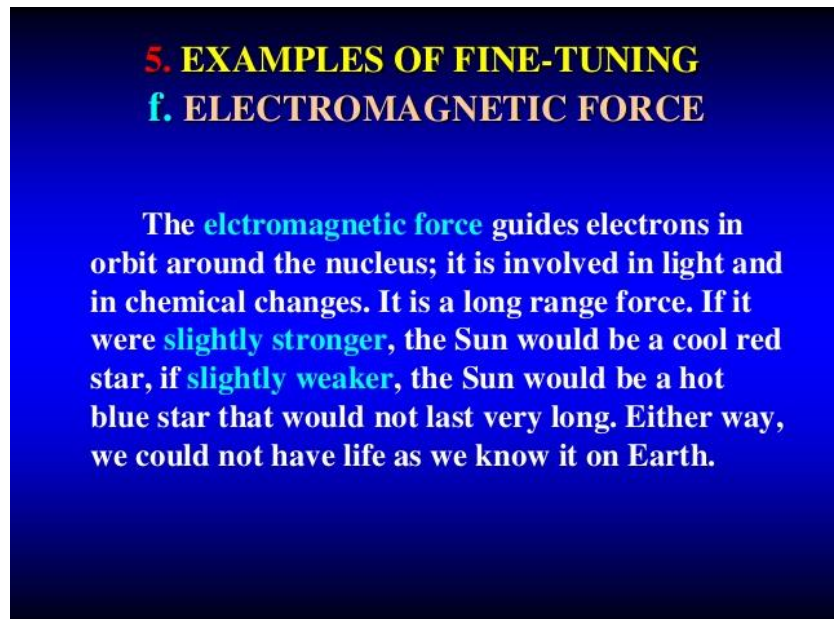 5. EXAMPLES OF FINE-TUNING
f. ELECTROMAGNETIC FORCE
The elctromagnetic force guides electrons in
orbit around the nucleus; it is involved in light and
in chemical changes. It is a long range force. If it
were slightly stronger, the Sun would be a cool red
star, if slightly weaker, the Sun would be a hot
blue star that would not last very long. Either way,
we could not have life as we know it on Earth.